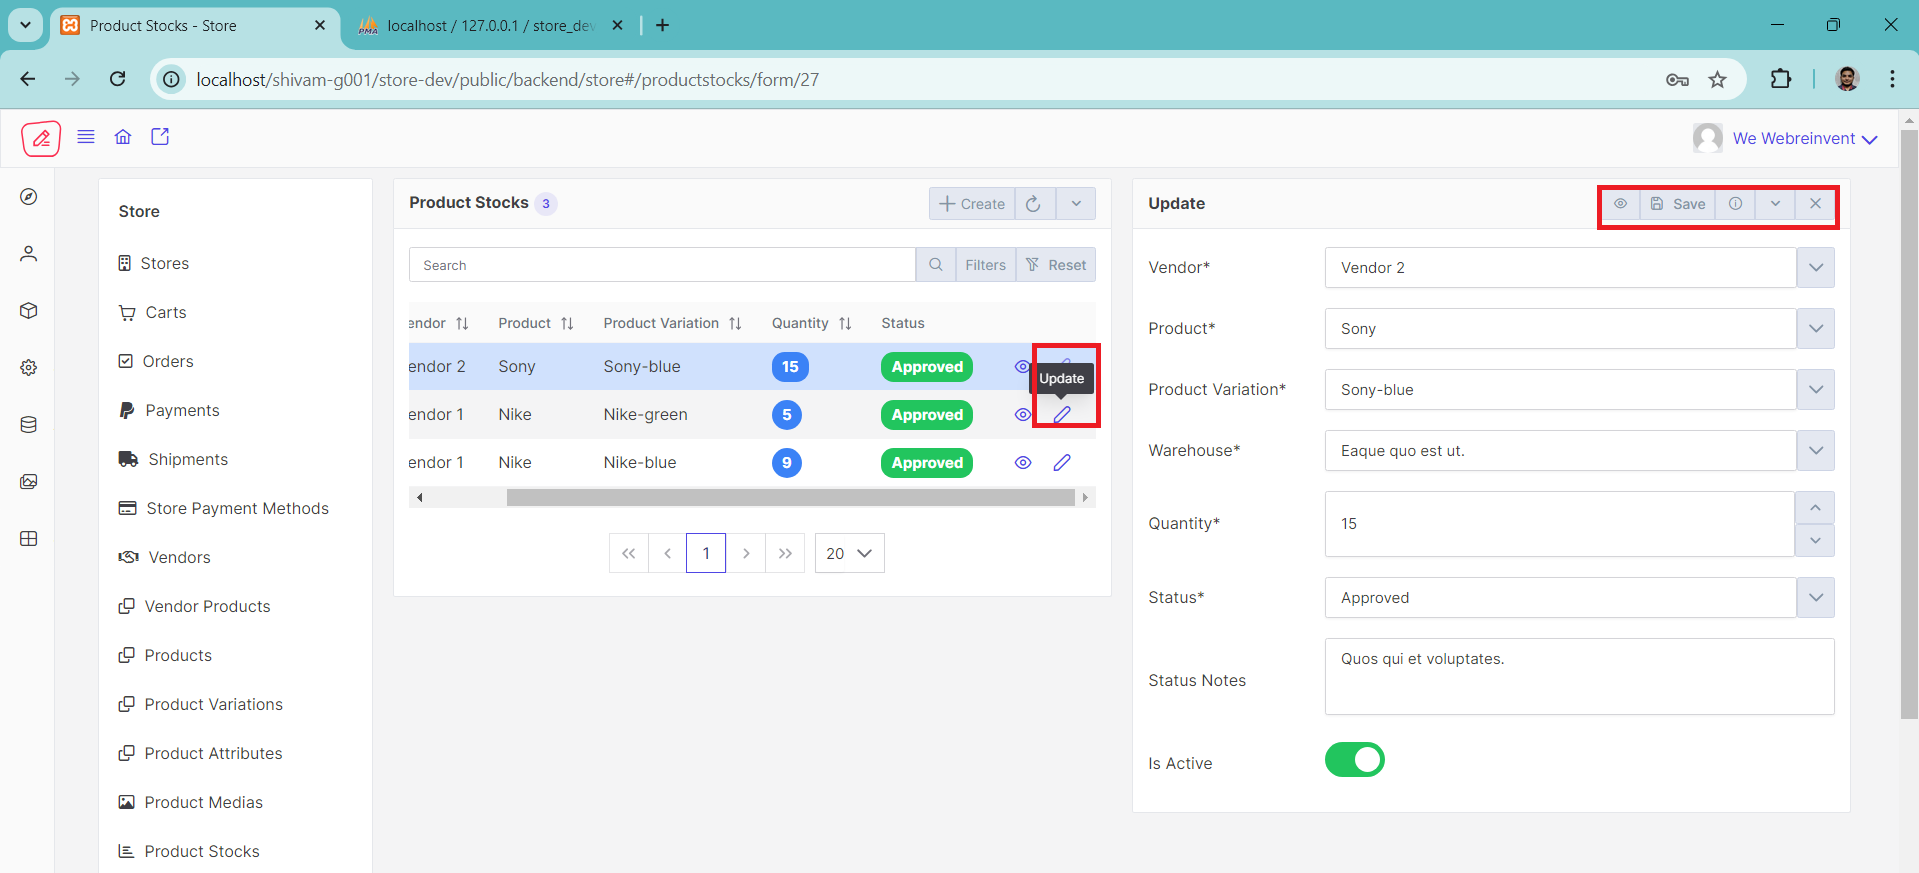 Product Stocks - Store
localhost / 127.0.0.1 / store_dev
localhost/shivam-g001/store-dev/public/backend/store#/productstocks/form/27
We Webreinvent
Store
Stores
Carts
Orders
Payments
Shipments
Store Payment Methods
Vendors
Vendor Products
Products
Product Variations
Product Attributes
Product Medias
Product Stocks
Product Stocks 3
Create
Search
Filters
Reset
endor Product Product Variation Quantity Status
endor 2 Sony Sony-blue 15 Approved
Update
endor 1 Nike Nike-green 5 Approved
endor 1 Nike Nike-blue 9 Approved
1
20
Update
Save
Vendor* Vendor 2
Product* Sony
Product Variation* Sony-blue
Warehouse* Eaque quo est ut.
Quantity* 15
Status* Approved
Status Notes Quos qui et voluptates.
Is Active